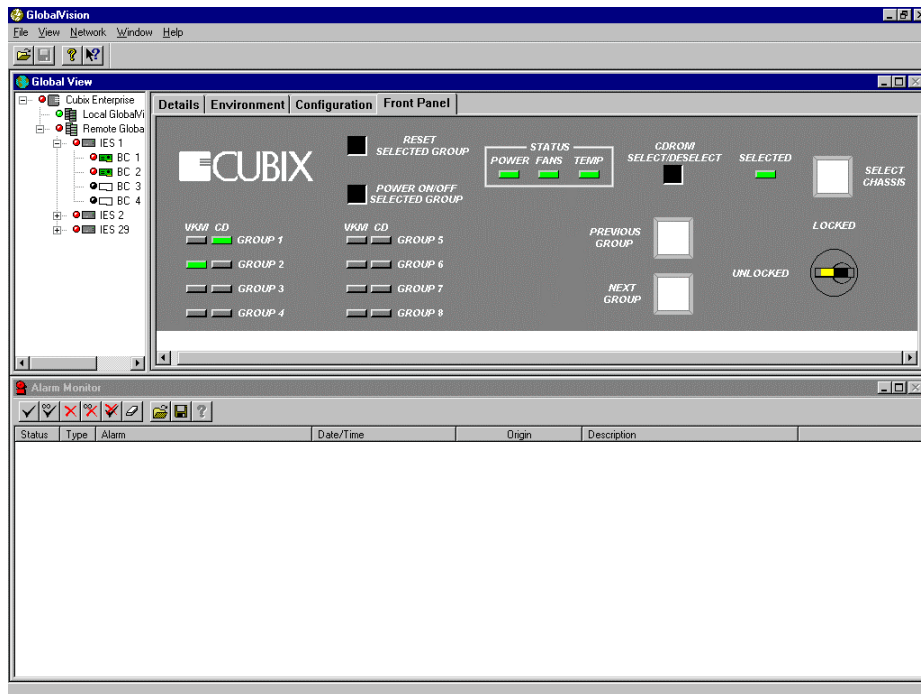 GlobalVision
File View Network Window Help
Global View
Cubix Enterprise
Local GlobalVi
Remote Globa
IES 1
BC 1
BC 2
BC 3
BC 4
IES 2
IES 29
Details Environment Configuration Front Panel
CUBIX
RESET
SELECTED GROUP
POWER ON/OFF
SELECTED GROUP
STATUS
POWER FANS TEMP
CDROM
SELECT/DESELECT
SELECTED
SELECT
CHASSIS
VKM CD
GROUP 1
GROUP 2
GROUP 3
GROUP 4
VKM CD
GROUP 5
GROUP 6
GROUP 7
GROUP 8
PREVIOUS
GROUP
NEXT
GROUP
LOCKED
UNLOCKED
Alarm Monitor
Status Type Alarm Date/Time Origin Description